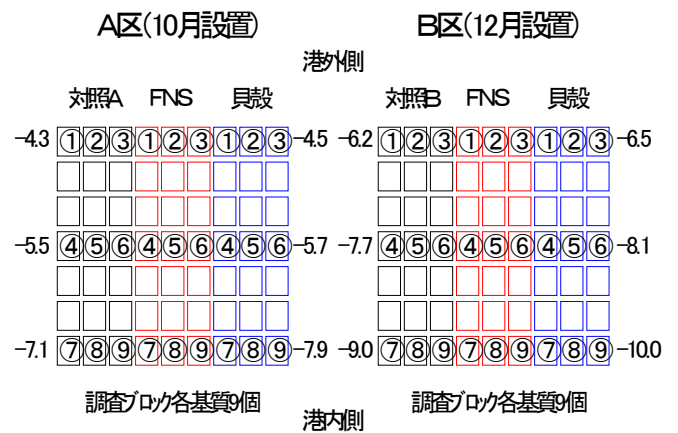 A区(10月設置) B区(12月設置)
港外側
対照A FNS 貝殻 対照B FNS 貝殻
-4.3 ①②③①②③①②③ -4.5 -6.2 ①②③①②③①②③ -6.5
-5.5 ④⑤⑥④⑤⑥④⑤⑥ -5.7 -7.7 ④⑤⑥④⑤⑥④⑤⑥ -8.1
-7.1 ⑦⑧⑨⑦⑧⑨⑦⑧⑨ -7.9 -9.0 ⑦⑧⑨⑦⑧⑨⑦⑧⑨ -10.0
調査ブロック各基質9個 調査ブロック各基質9個
港内側